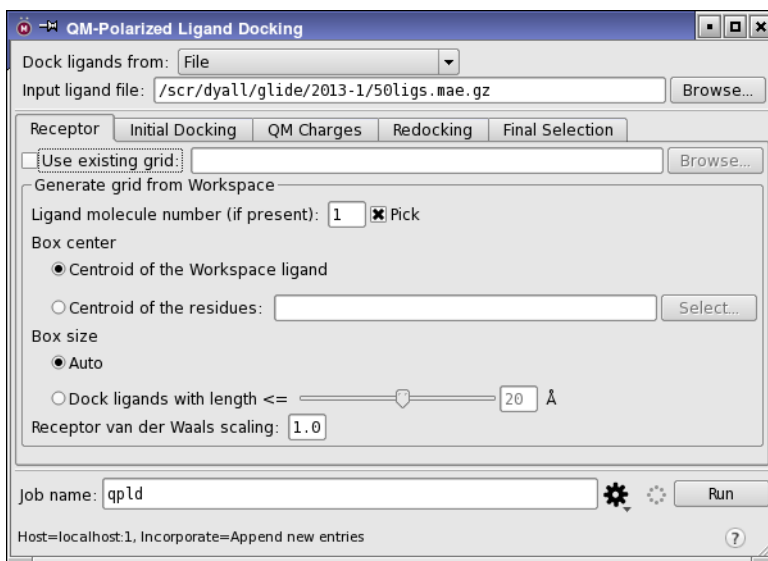 QM-Polarized Ligand Docking
Dock ligands from: File
Input ligand file: /scr/dyall/glide/2013-1/50ligs.mae.gz Browse...
Receptor Initial Docking QM Charges Redocking Final Selection
Use existing grid: Browse...
Generate grid from Workspace
Ligand molecule number (if present): 1 Pick
Box center
Centroid of the Workspace ligand
Centroid of the residues: Select...
Box size
Auto
Dock ligands with length <= 20 Å
Receptor van der Waals scaling: 1.0
Job name: qpld Run
Host=localhost:1, Incorporate=Append new entries ?